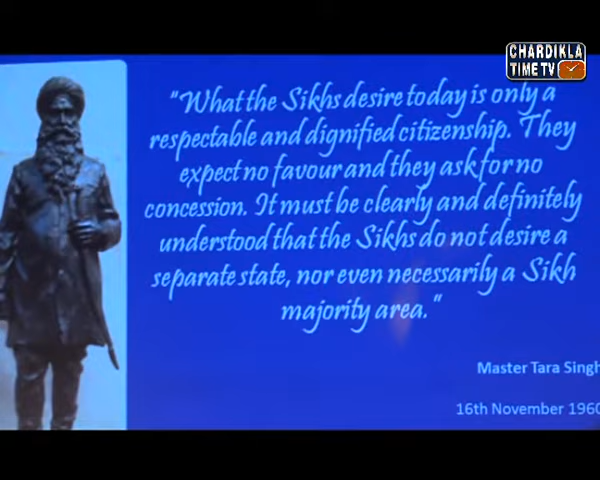 CHARDIKLA
TIME TV
"What the Sikhs desire today is only a
respectable and dignified citizenship. They
expect no favour and they ask for no
concession. It must be clearly and definitely
understood that the Sikhs do not desire a
separate state, nor even necessarily a Sikh
majority area."
Master Tara Singh
16th November 1960